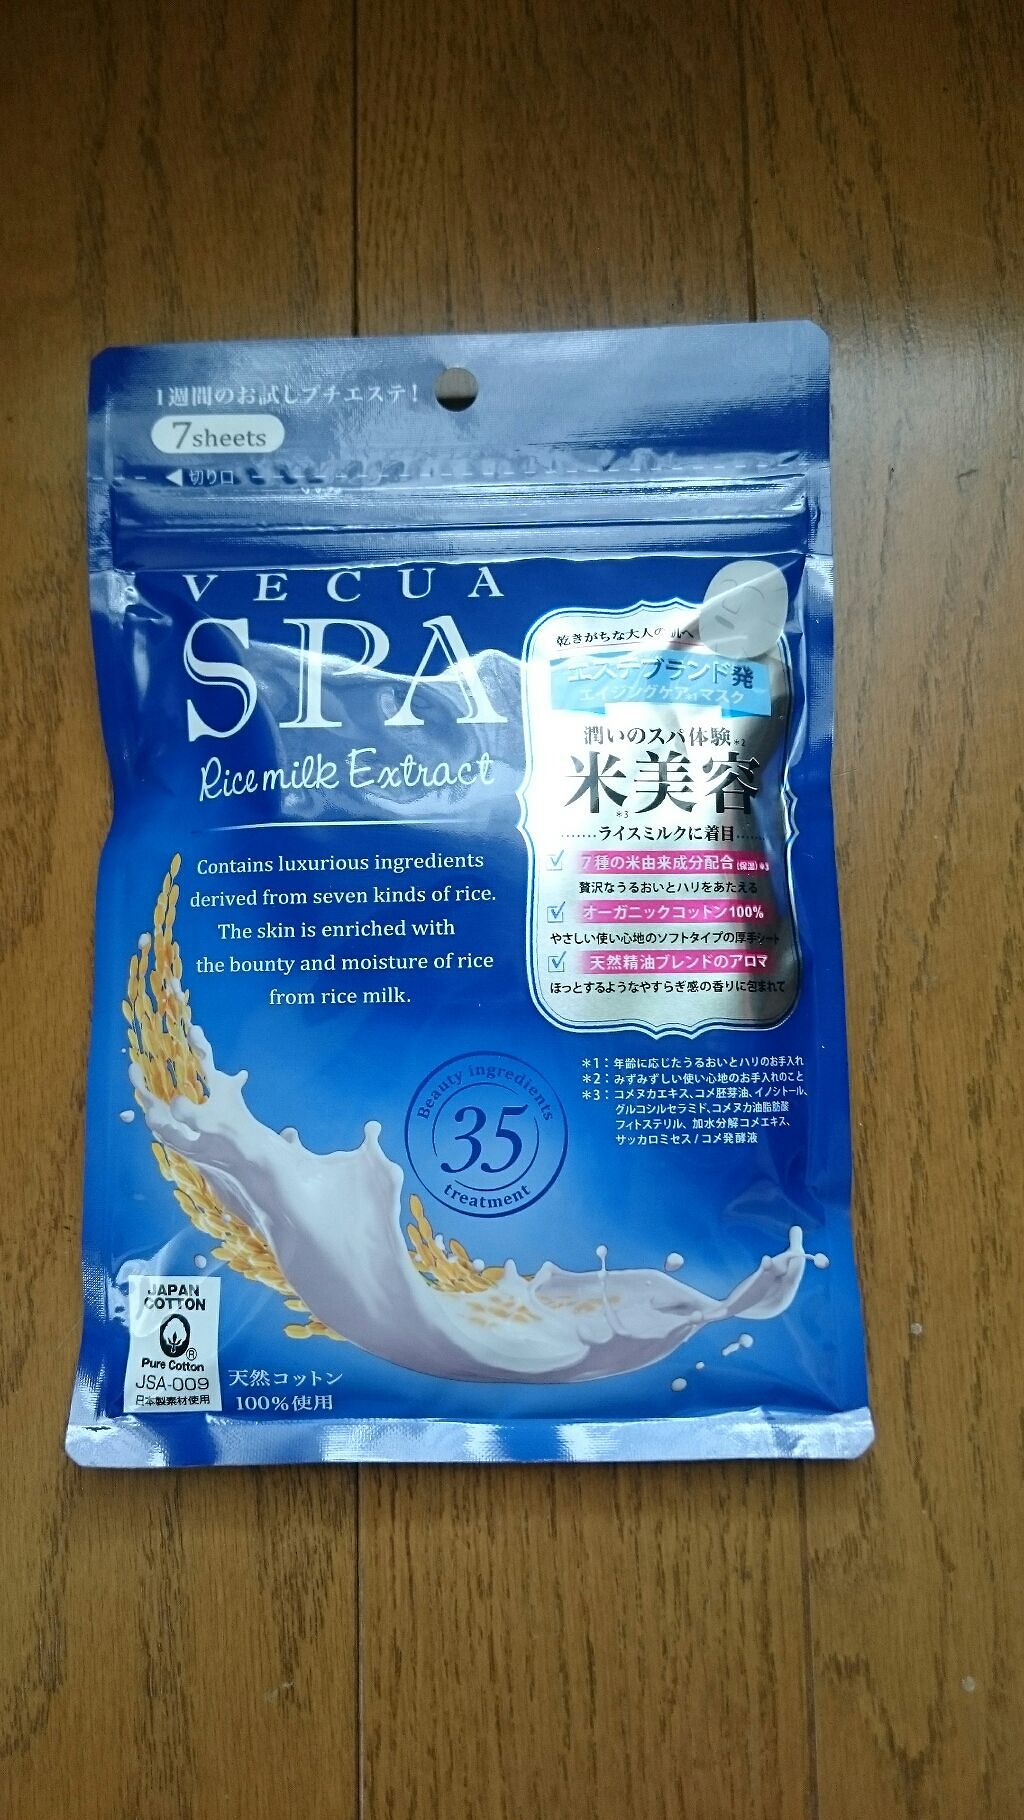 1週間のお試しプチエステ!
7sheets
◀切り口
VECUA
SPA
Rice milk Extract
Contains luxurious ingredients
derived from seven kinds of rice.
The skin is enriched with
the bounty and moisture of rice
from rice milk.
乾きがちな大人の肌へ
エステブランド発
エイジングケア*1マスク
潤いのスパ体験*2
米美容
*3
……ライスミルクに着目……
7種の米由来成分配合(保湿)*3
贅沢なうるおいとハリをあたえる
オーガニックコットン100%
やさしい使い心地のソフトタイプの厚手シート
天然精油ブレンドのアロマ
ほっとするようなやすらぎ感の香りに包まれて
*1:年齢に応じたうるおいとハリのお手入れ
*2:みずみずしい使い心地のお手入れのこと
*3:コメヌカエキス、コメ胚芽油、イノシトール、
グルコシルセラミド、コメヌカ油脂肪酸
フィトステリル、加水分解コメエキス、
サッカロミセス/コメ発酵液
Beauty ingredients
35
treatment
JAPAN
COTTON
®
Pure Cotton
JSA-009
日本製素材使用
天然コットン
100%使用